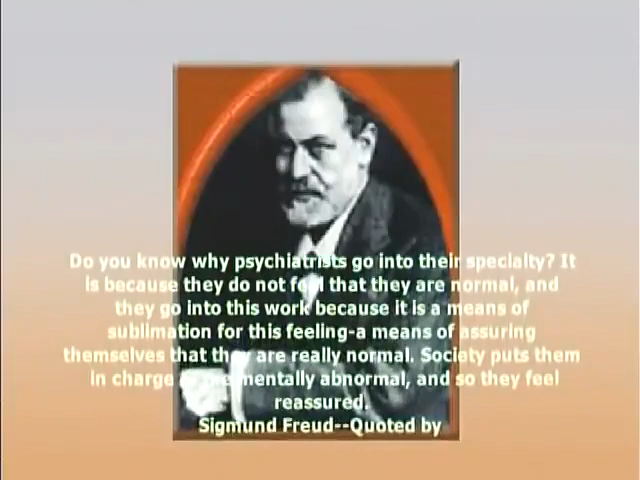 Do you know why psychiatrists go into their specialty? It
is because they do not feel that they are normal, and
they go into this work because it is a means of
sublimation for this feeling-a means of assuring
themselves that they are really normal. Society puts them
in charge mentally abnormal, and so they feel
reassured.
Sigmund Freud--Quoted by